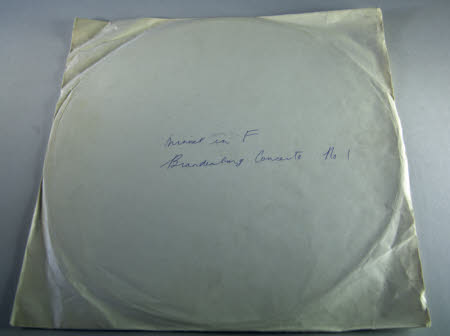 Minuet in F
Brandenburg Concerto No 1